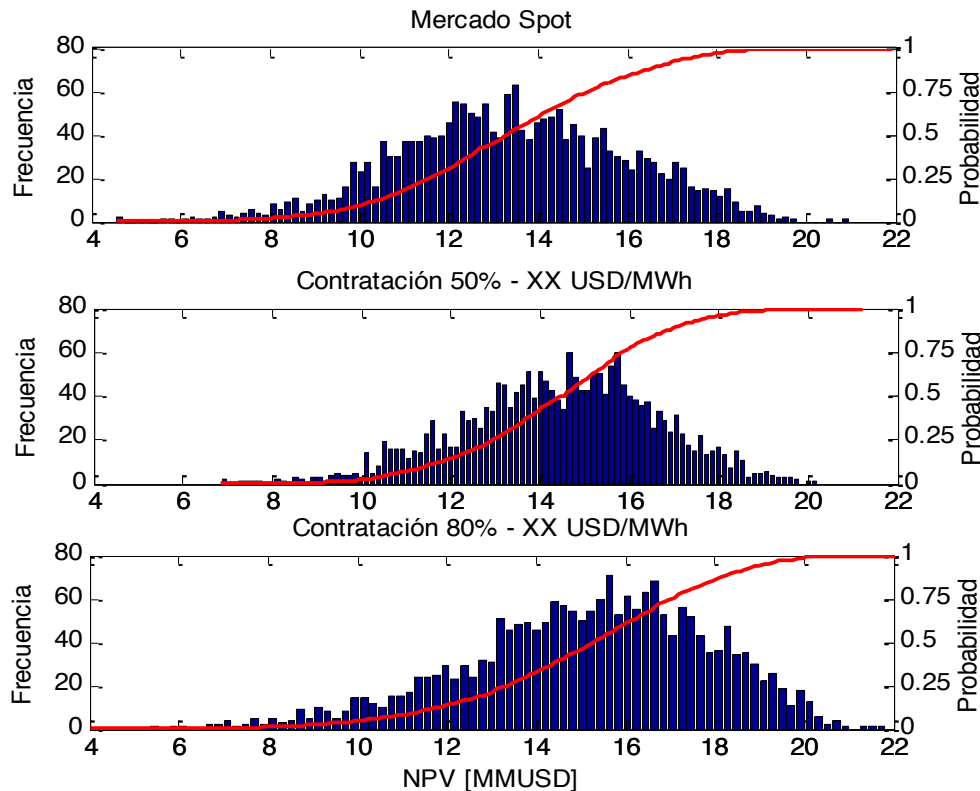 Mercado Spot
80
60
40
20
0
Frecuencia
1
0.75
0.5
0.25
0
Probabilidad
4 6 8 10 12 14 16 18 20 22
Contratación 50% - XX USD/MWh
80
60
40
20
0
Frecuencia
1
0.75
0.5
0.25
0
Probabilidad
4 6 8 10 12 14 16 18 20 22
Contratación 80% - XX USD/MWh
80
60
40
20
0
Frecuencia
1
0.75
0.5
0.25
0
Probabilidad
4 6 8 10 12 14 16 18 20 22
NPV [MMUSD]